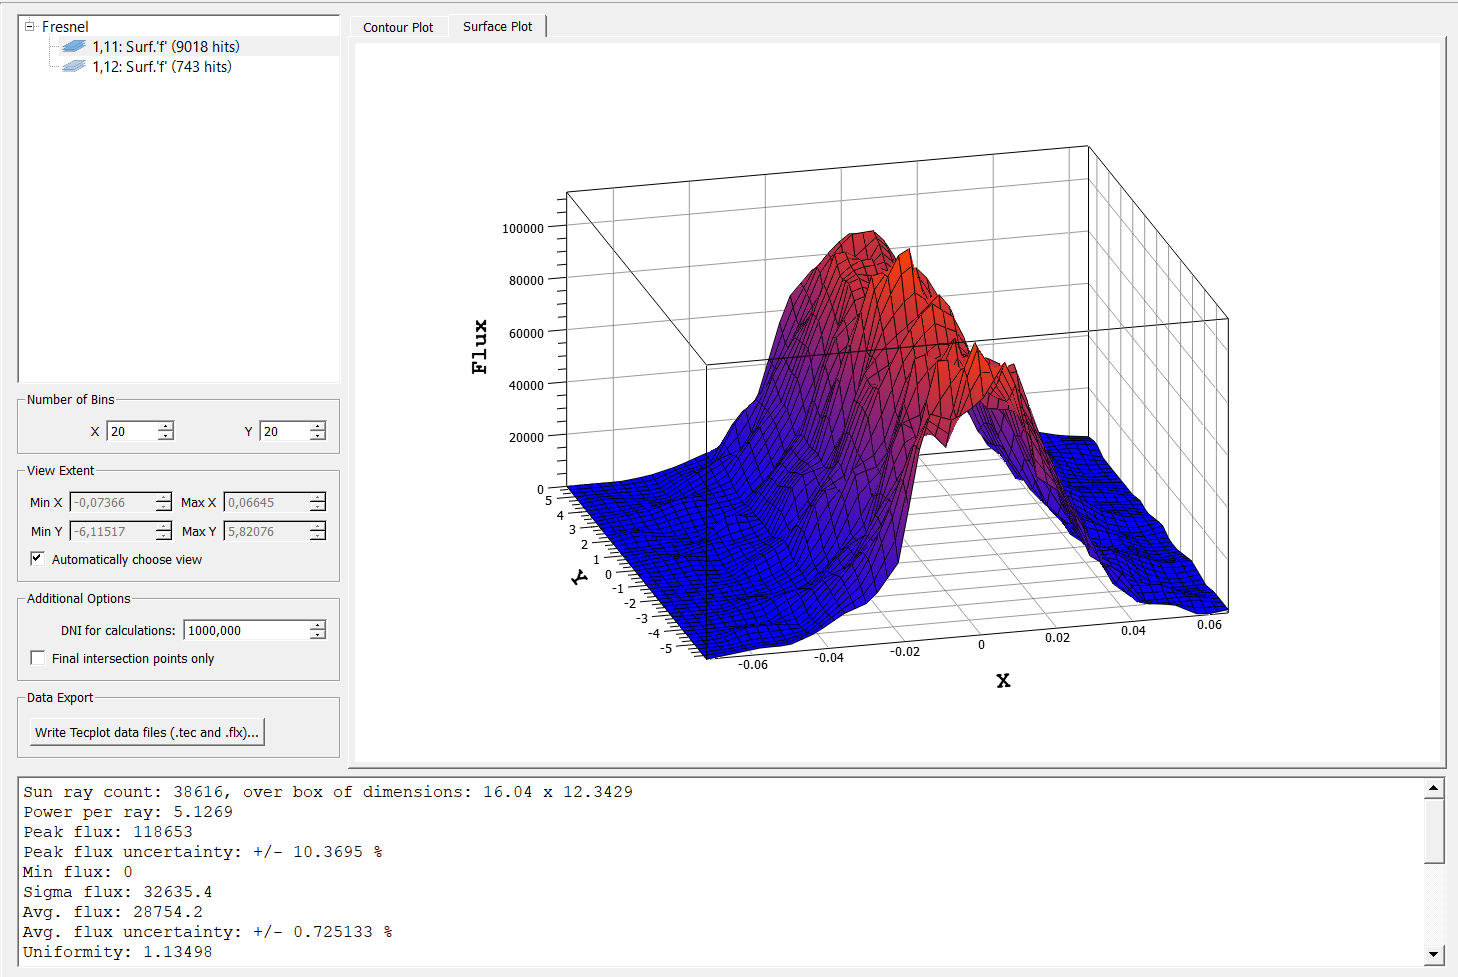 Fresnel
1,11: Surf.'f' (9018 hits)
1,12: Surf.'f' (743 hits)
Number of Bins
X 20 Y 20
View Extent
Min X -0,07366 Max X 0,06645
Min Y -6,11517 Max Y 5,82076
Automatically choose view
Additional Options
DNI for calculations: 1000,000
Final intersection points only
Data Export
Write Tecplot data files (.tec and .flx)...
Contour Plot Surface Plot
100000
80000
60000
40000
20000
0
Flux
5
4
3
2
1
0
-1
-2
-3
-4
-5
Y
-0.06 -0.04 -0.02 0 0.02 0.04 0.06
X
Sun ray count: 38616, over box of dimensions: 16.04 x 12.3429
Power per ray: 5.1269
Peak flux: 118653
Peak flux uncertainty: +/- 10.3695 %
Min flux: 0
Sigma flux: 32635.4
Avg. flux: 28754.2
Avg. flux uncertainty: +/- 0.725133 %
Uniformity: 1.13498